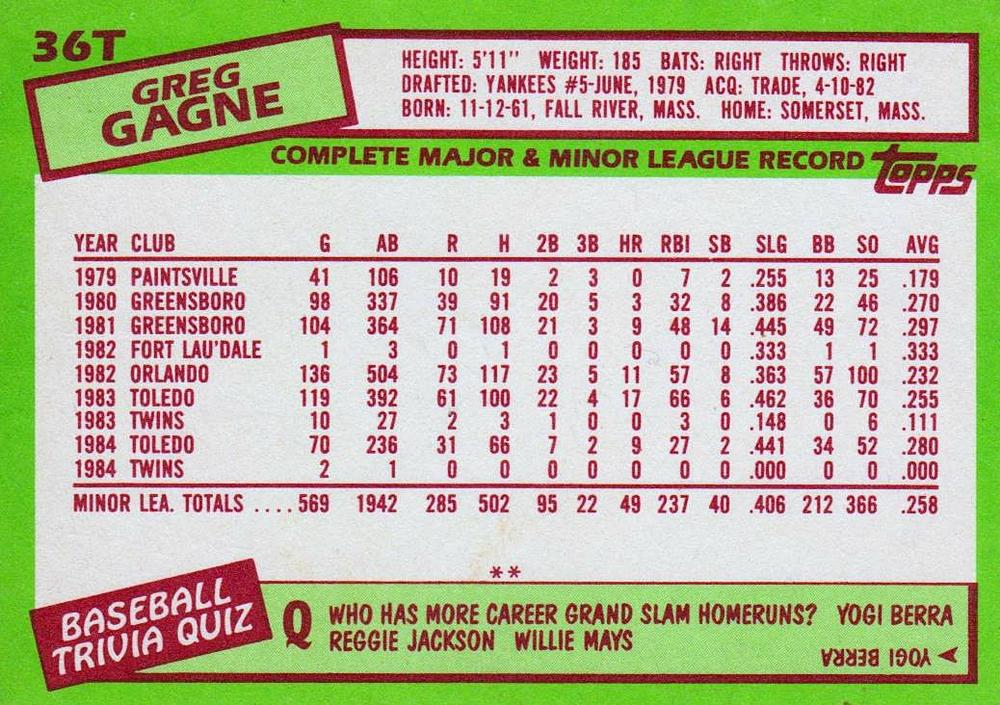 36T
GREG
GAGNE
HEIGHT: 5'11" WEIGHT: 185 BATS: RIGHT THROWS: RIGHT
DRAFTED: YANKEES #5-JUNE, 1979 ACQ: TRADE, 4-10-82
BORN: 11-12-61, FALL RIVER, MASS. HOME: SOMERSET, MASS.
COMPLETE MAJOR & MINOR LEAGUE RECORD topps
YEAR CLUB G AB R H 2B 3B HR RBI SB SLG BB SO AVG
1979 PAINTSVILLE 41 106 10 19 2 3 0 7 2 .255 13 25 .179
1980 GREENSBORO 98 337 39 91 20 5 3 32 8 .386 22 46 .270
1981 GREENSBORO 104 364 71 108 21 3 9 48 14 .445 49 72 .297
1982 FORT LAU'DALE 1 3 0 1 0 0 0 0 0 .333 1 1 .333
1982 ORLANDO 136 504 73 117 23 5 11 57 8 .363 57 100 .232
1983 TOLEDO 119 392 61 100 22 4 17 66 6 .462 36 70 .255
1983 TWINS 10 27 2 3 1 0 0 3 0 .148 0 6 .111
1984 TOLEDO 70 236 31 66 7 2 9 27 2 .441 34 52 .280
1984 TWINS 2 1 0 0 0 0 0 0 0 .000 0 0 .000
MINOR LEA. TOTALS .... 569 1942 285 502 95 22 49 237 40 .406 212 366 .258
**
BASEBALL
TRIVIA QUIZ
Q WHO HAS MORE CAREER GRAND SLAM HOMERUNS? YOGI BERRA
REGGIE JACKSON WILLIE MAYS
YOGI BERRA